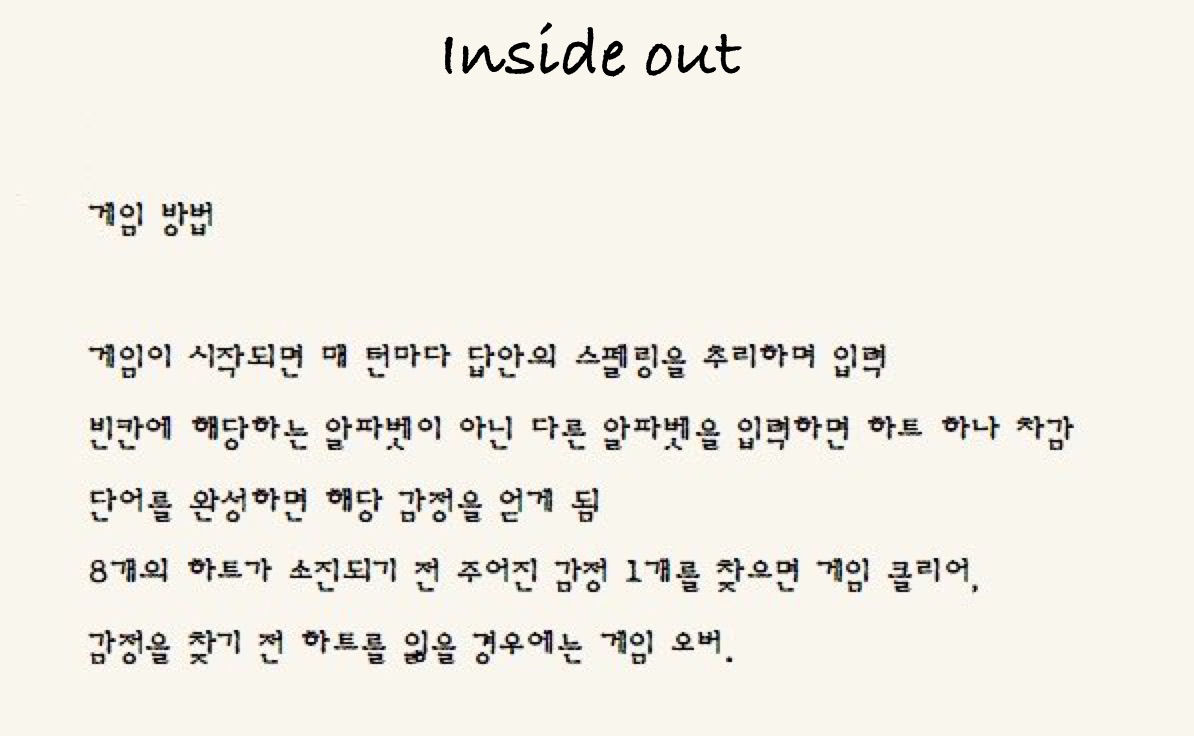 Inside out
게임 방법
게임이 시작되면 매 턴마다 답안의 스펠링을 추리하며 입력
빈칸에 해당하는 알파벳이 아닌 다른 알파벳을 입력하면 하트 하나 차감
단어를 완성하면 해당 감정을 얻게 됨
8개의 하트가 소진되기 전 주어진 감정 1개를 찾으면 게임 클리어,
감정을 찾기 전 하트를 잃을 경우에는 게임 오버.